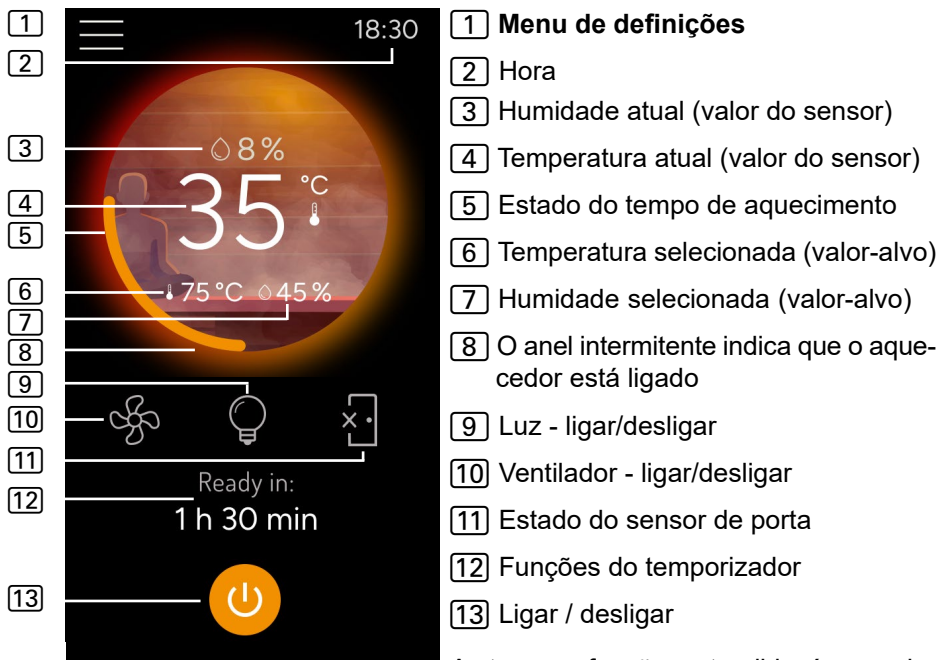 1
2
3
4
5
6
7
8
9
10
11
12
13
18:30
8%
35 °C
75°C 45%
Ready in:
1 h 30 min
1 Menu de definições
2 Hora
3 Humidade atual (valor do sensor)
4 Temperatura atual (valor do sensor)
5 Estado do tempo de aquecimento
6 Temperatura selecionada (valor-alvo)
7 Humidade selecionada (valor-alvo)
8 O anel intermitente indica que o aque-
cedor está ligado
9 Luz - ligar/desligar
10 Ventilador - ligar/desligar
11 Estado do sensor de porta
12 Funções do temporizador
13 Ligar / desligar